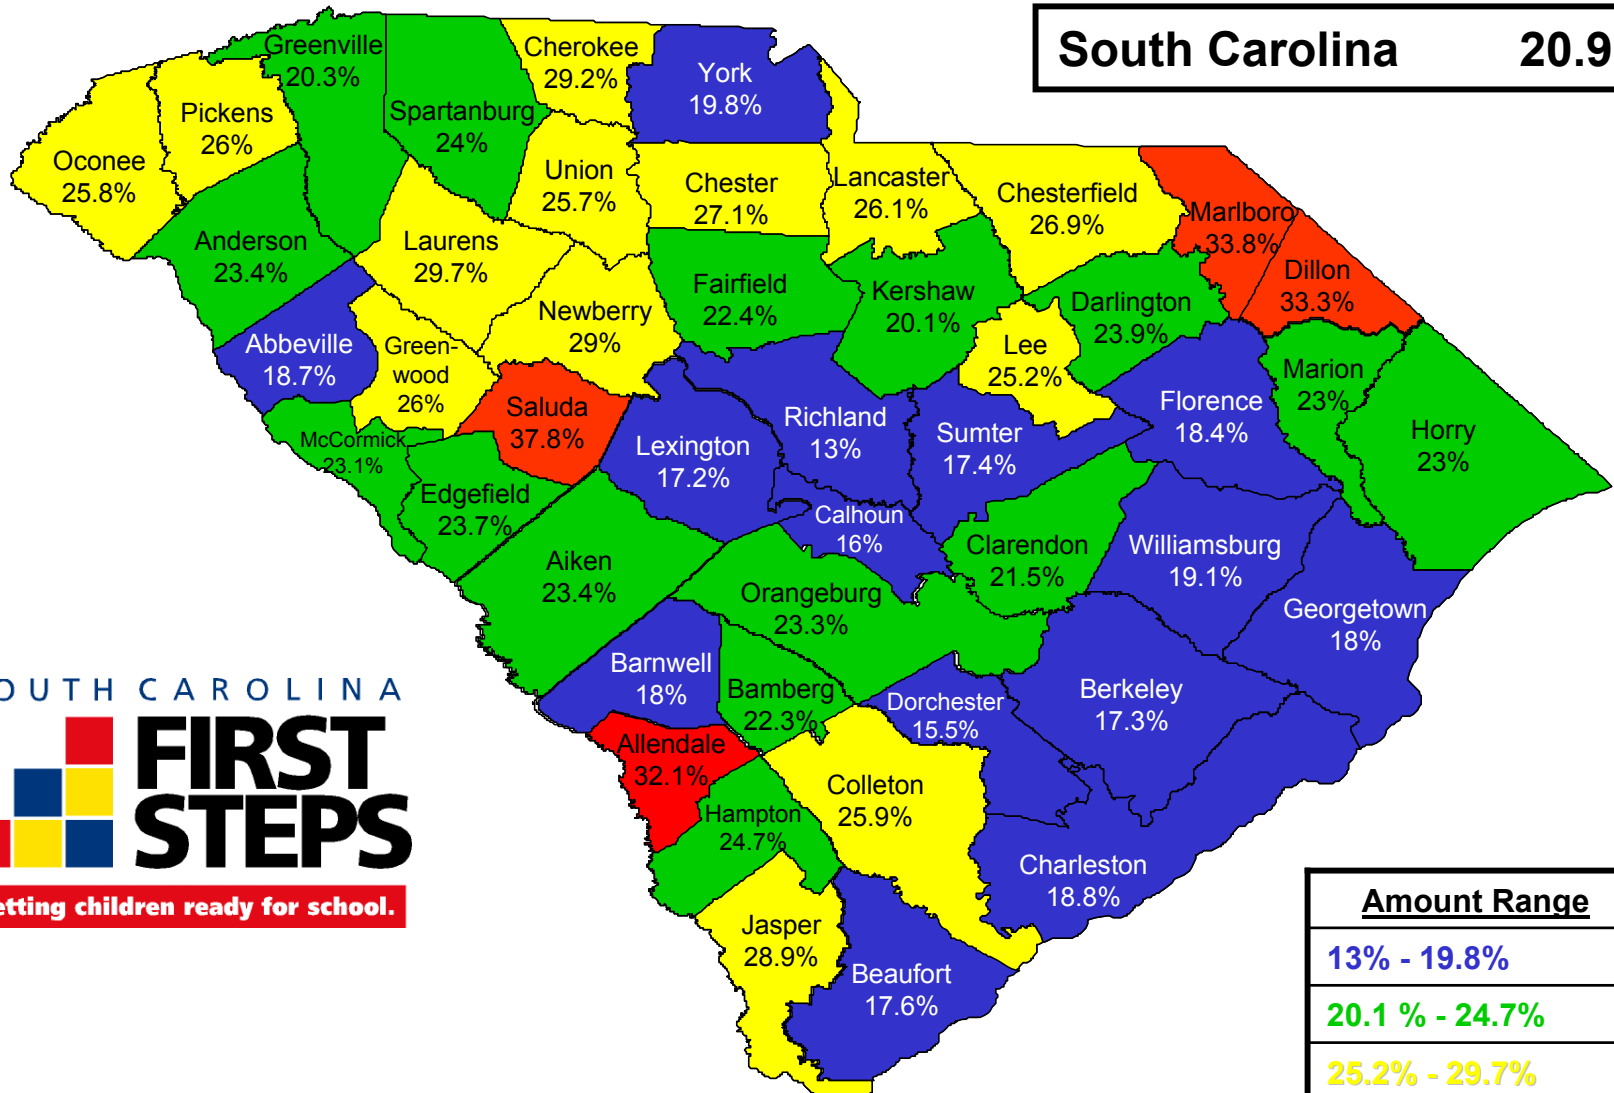 South Carolina 20.9
Greenville
20.3%
Cherokee
29.2%
York
19.8%
Pickens
26%
Spartanburg
24%
Oconee
25.8%
Union
25.7%
Chester
27.1%
Lancaster
26.1%
Chesterfield
26.9%
Marlboro
33.8%
Anderson
23.4%
Laurens
29.7%
Dillon
33.3%
Fairfield
22.4%
Kershaw
20.1%
Darlington
23.9%
Newberry
29%
Abbeville
18.7%
Green-
wood
26%
Lee
25.2%
Marion
23%
Saluda
37.8%
Richland
13%
Florence
18.4%
Horry
23%
McCormick
23.1%
Lexington
17.2%
Sumter
17.4%
Edgefield
23.7%
Calhoun
16%
Clarendon
21.5%
Williamsburg
19.1%
Aiken
23.4%
Orangeburg
23.3%
Georgetown
18%
Barnwell
18%
Bamberg
22.3%
Dorchester
15.5%
Berkeley
17.3%
Allendale
32.1%
Colleton
25.9%
Hampton
24.7%
Charleston
18.8%
Jasper
28.9%
Beaufort
17.6%
OUTH CAROLINA
FIRST
STEPS
etting children ready for school.
Amount Range
13% - 19.8%
20.1 % - 24.7%
25.2% - 29.7%